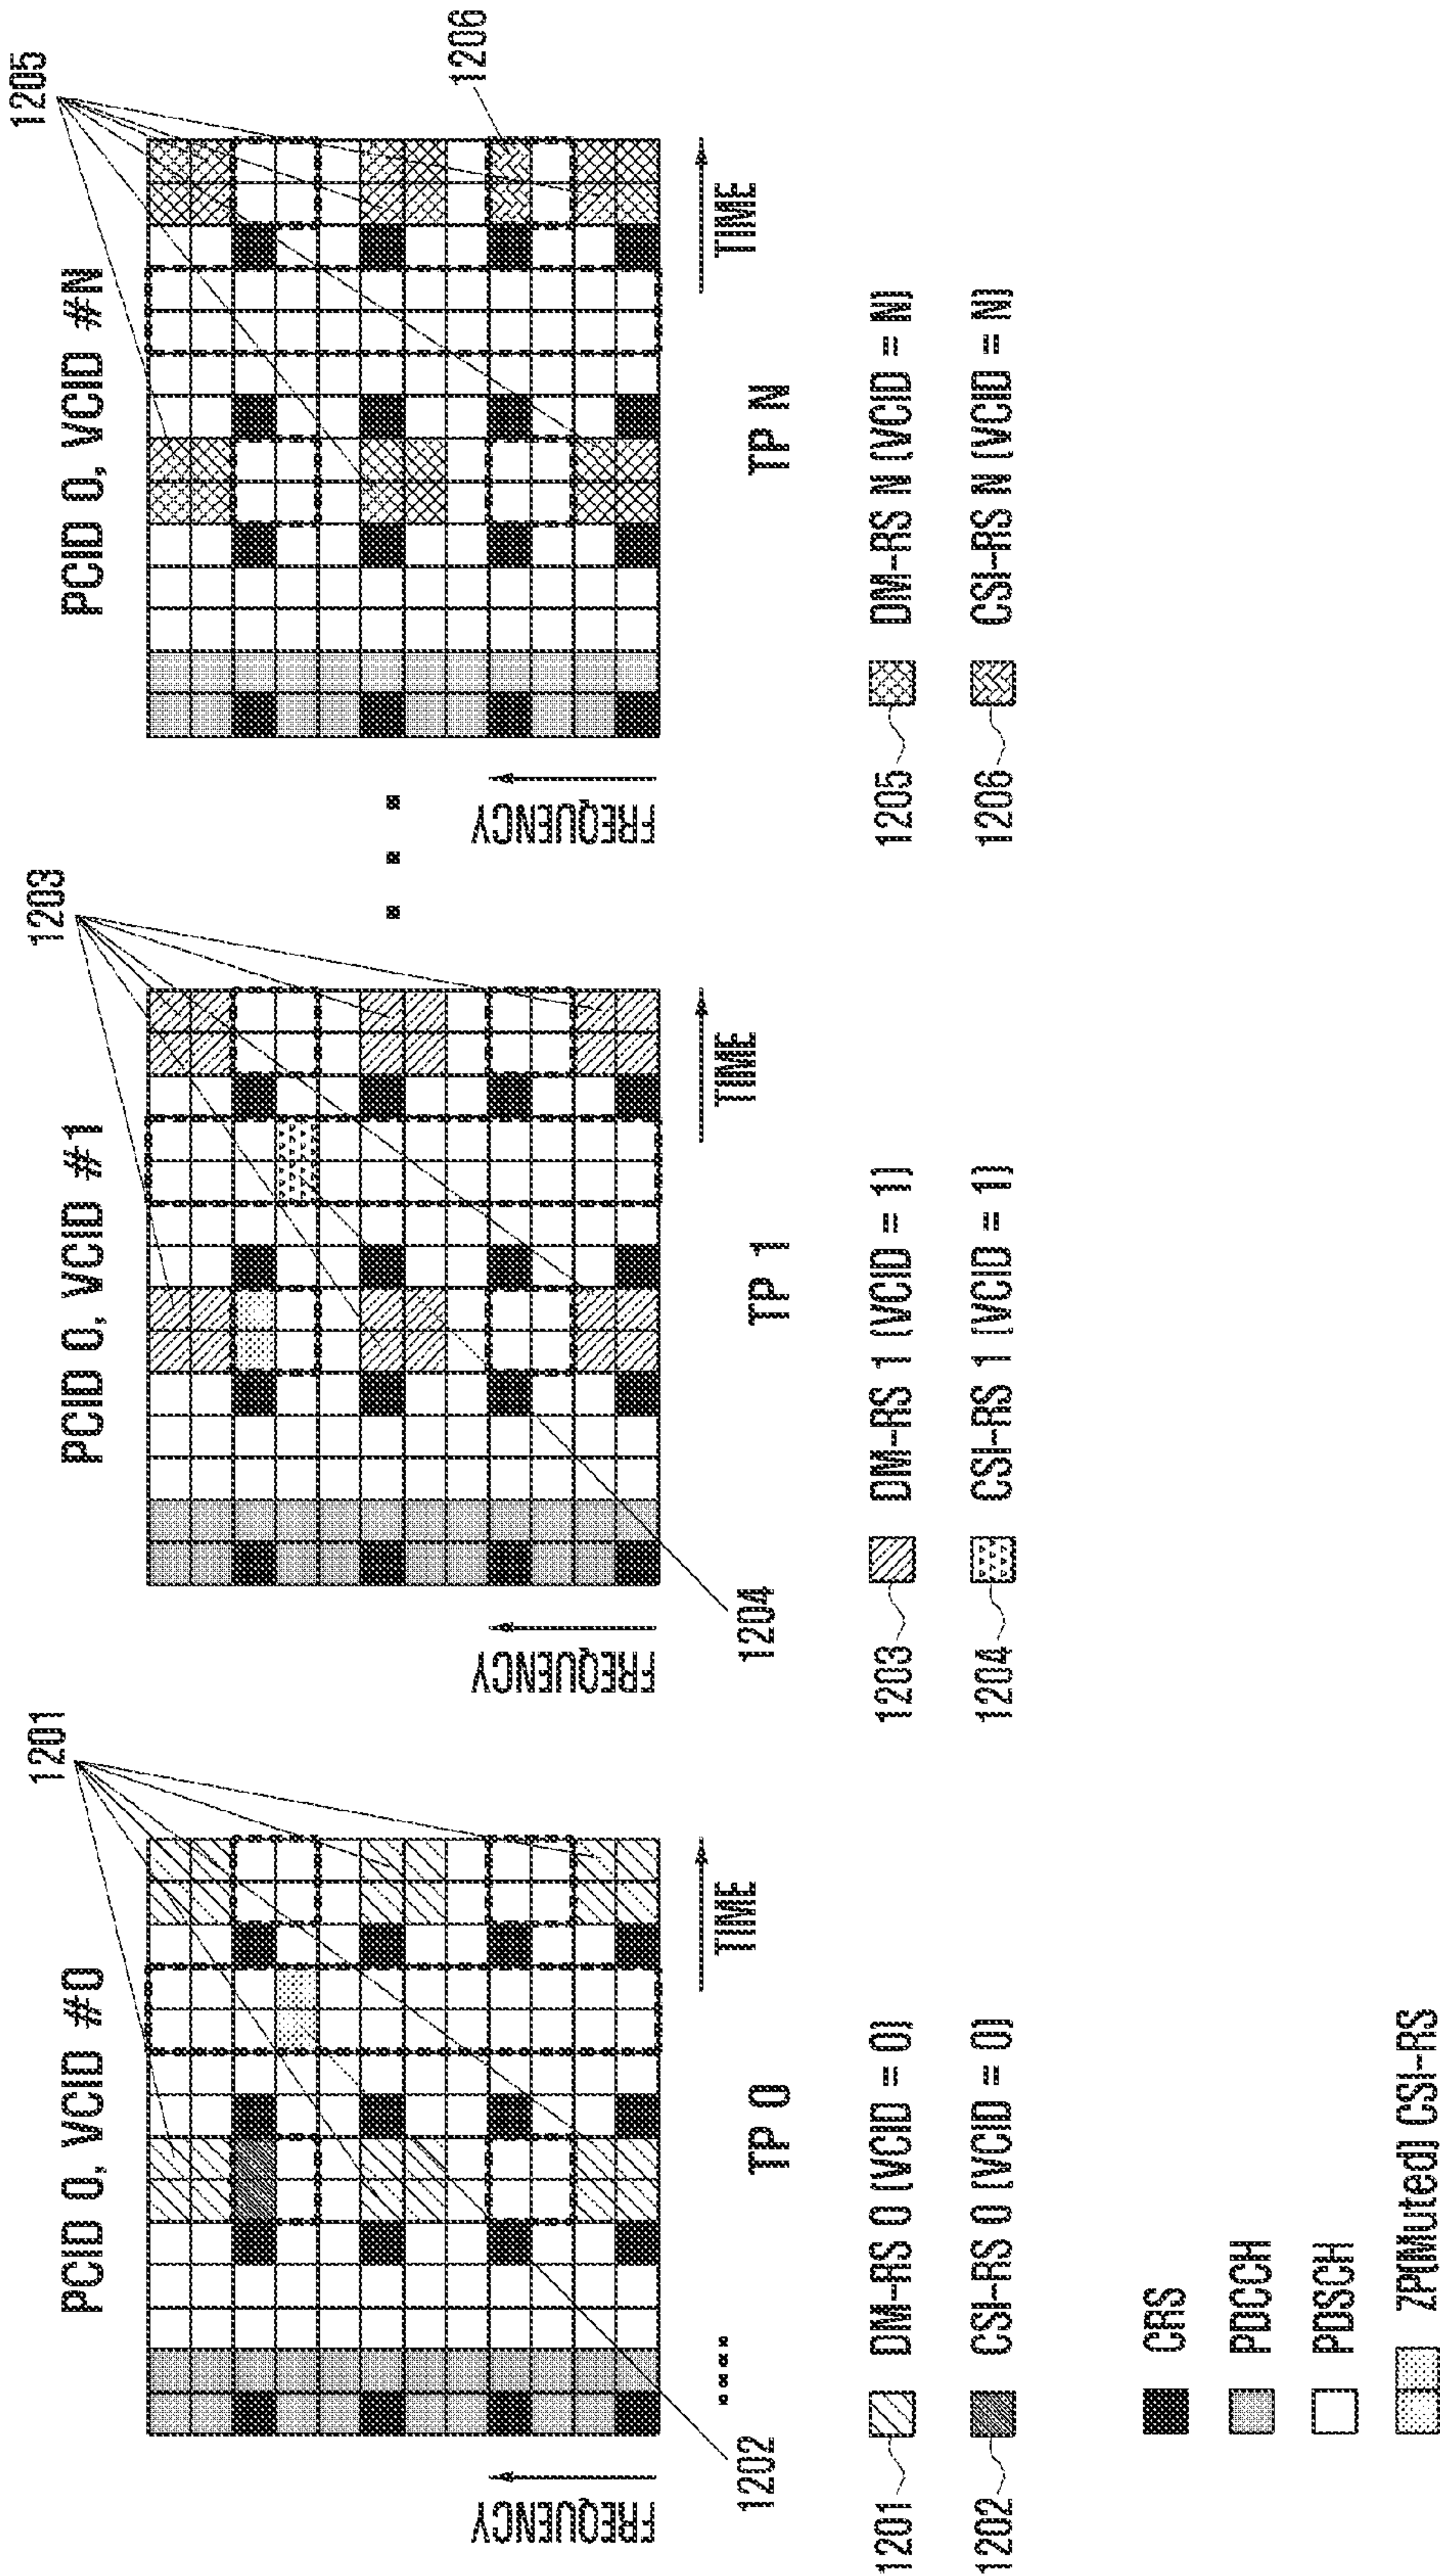 PCID 0, VCID #0
1201
FREQUENCY
TIME
1202
TP 0
1201 DM-RS 0 (VCID = 0)
1202 CSI-RS 0 (VCID = 0)
PCID 0, VCID #1
1203
FREQUENCY
TIME
1204
TP 1
1203 DM-RS 1 (VCID = 1)
1204 CSI-RS 1 (VCID = 1)
PCID 0, VCID #N
1205
1206
FREQUENCY
TIME
TP N
1205 DM-RS N (VCID = N)
1206 CSI-RS N (VCID = N)
CRS
PDCCH
PDSCH
ZP(Muted) CSI-RS